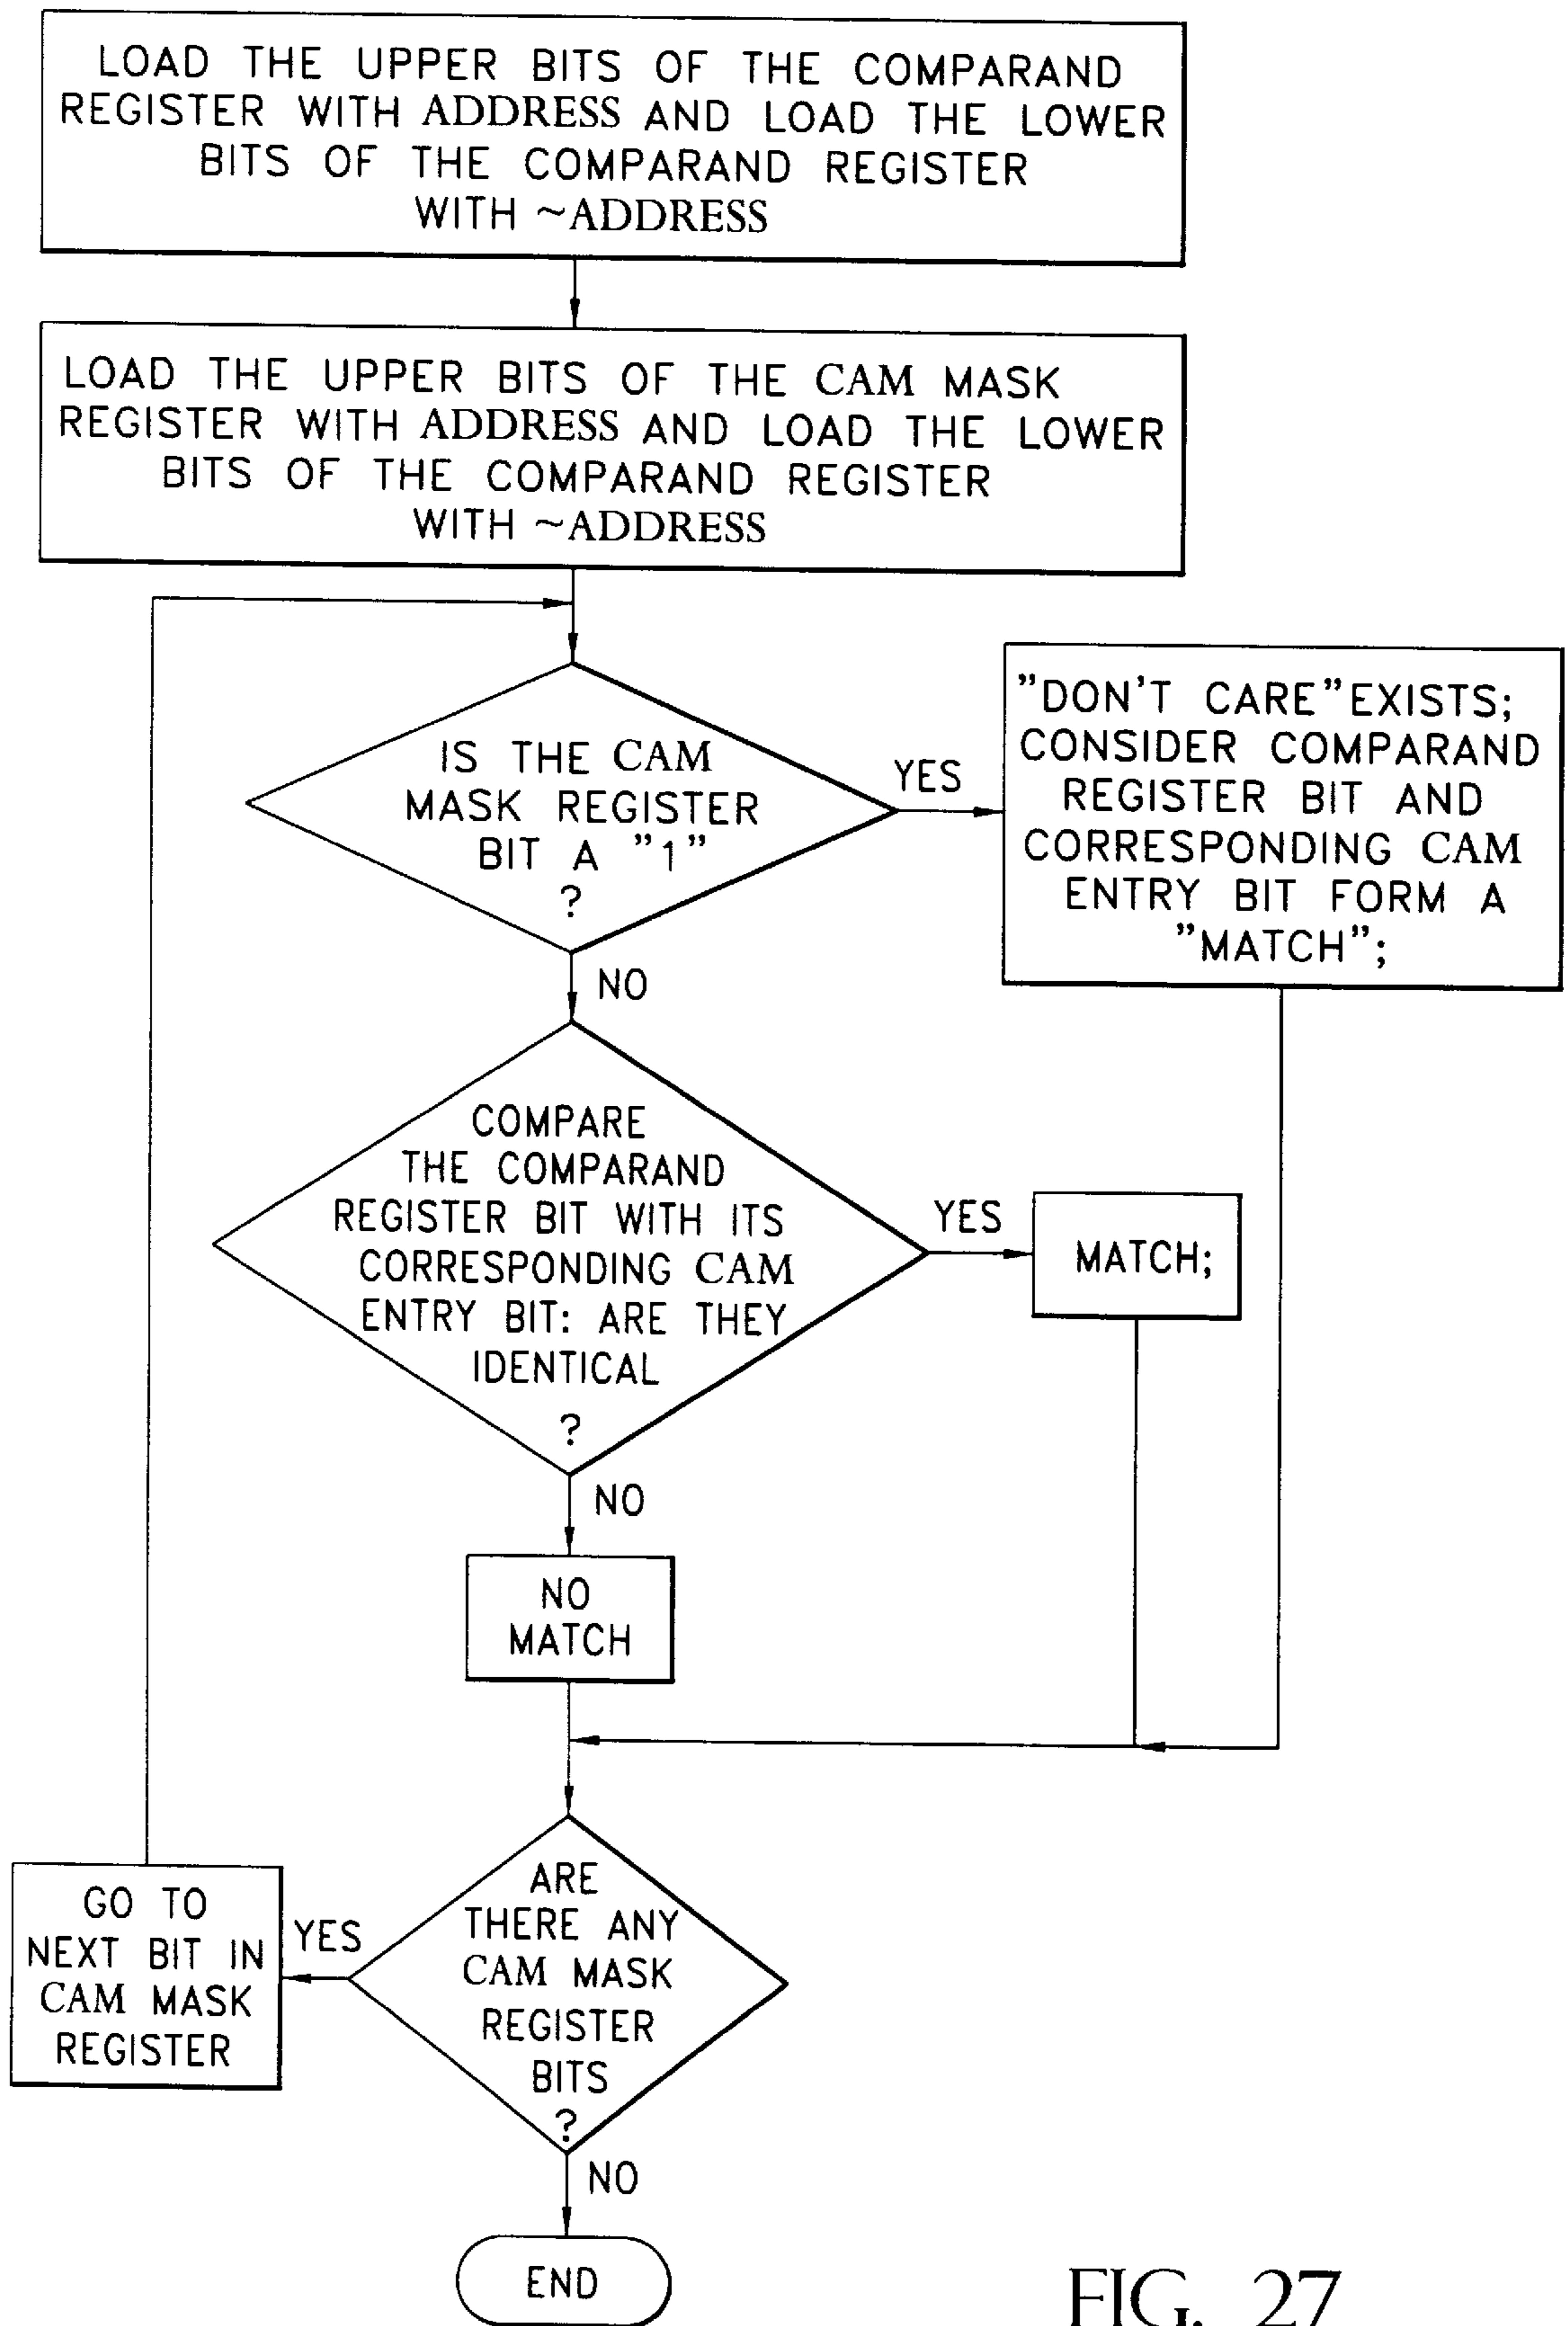 LOAD THE UPPER BITS OF THE COMPARAND
REGISTER WITH ADDRESS AND LOAD THE LOWER
BITS OF THE COMPARAND REGISTER
WITH ~ADDRESS
LOAD THE UPPER BITS OF THE CAM MASK
REGISTER WITH ADDRESS AND LOAD THE LOWER
BITS OF THE COMPARAND REGISTER
WITH ~ADDRESS
IS THE CAM
MASK REGISTER
BIT A "1"
?
YES
"DON'T CARE" EXISTS;
CONSIDER COMPARAND
REGISTER BIT AND
CORRESPONDING CAM
ENTRY BIT FORM A
"MATCH";
NO
COMPARE
THE COMPARAND
REGISTER BIT WITH ITS
CORRESPONDING CAM
ENTRY BIT: ARE THEY
IDENTICAL
?
YES
MATCH;
NO
NO
MATCH
ARE
THERE ANY
CAM MASK
REGISTER
BITS
?
YES
GO TO
NEXT BIT IN
CAM MASK
REGISTER
NO
END
FIG. 27